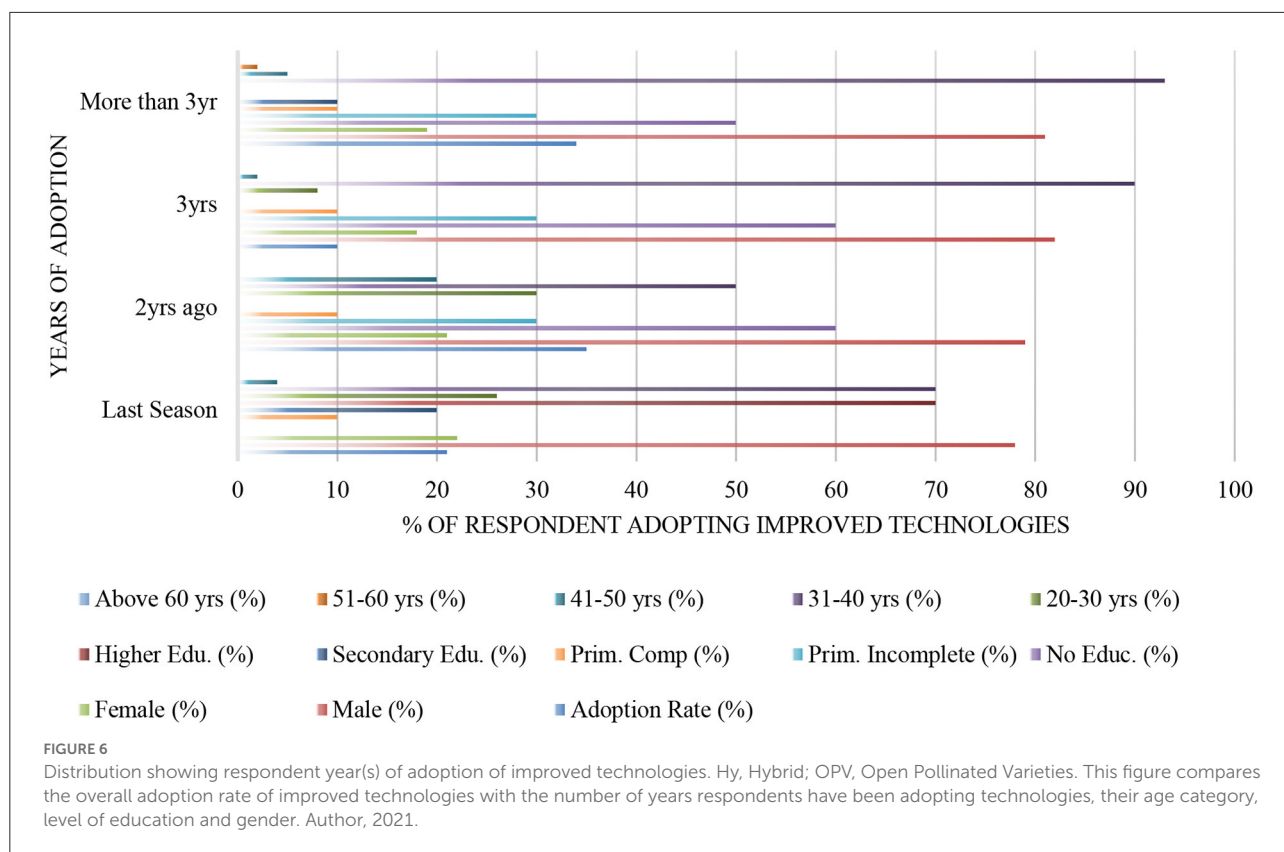 YEARS OF ADOPTION
More than 3yr
3yrs
2yrs ago
Last Season
0 10 20 30 40 50 60 70 80 90 100
% OF RESPONDENT ADOPTING IMPROVED TECHNOLOGIES
Above 60 yrs (%) 51-60 yrs (%) 41-50 yrs (%) 31-40 yrs (%) 20-30 yrs (%)
Higher Edu. (%) Secondary Edu. (%) Prim. Comp (%) Prim. Incomplete (%) No Educ. (%)
Female (%) Male (%) Adoption Rate (%)
FIGURE 6
Distribution showing respondent year(s) of adoption of improved technologies. Hy, Hybrid; OPV, Open Pollinated Varieties. This figure compares
the overall adoption rate of improved technologies with the number of years respondents have been adopting technologies, their age category,
level of education and gender. Author, 2021.